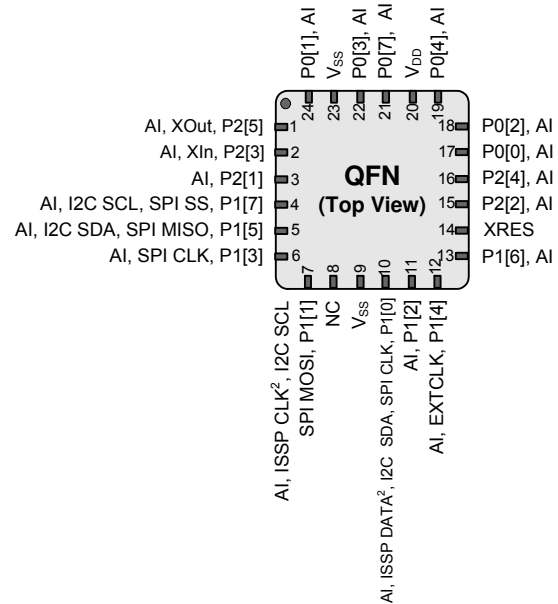 P0[1], AI
VSS
P0[3], AI
P0[7], AI
VDD
P0[4], AI
24
23
22
21
20
19
AI, XOut, P2[5]
1
18
P0[2], AI
AI, XIn, P2[3]
2
17
P0[0], AI
AI, P2[1]
3
QFN
16
P2[4], AI
AI, I2C SCL, SPI SS, P1[7]
4
(Top View)
15
P2[2], AI
AI, I2C SDA, SPI MISO, P1[5]
5
14
XRES
AI, SPI CLK, P1[3]
6
13
P1[6], AI
7
8
9
10
11
12
AI, ISSP CLK², I2C SCL
SPI MOSI, P1[1]
NC
VSS
AI, ISSP DATA², I2C SDA, SPI CLK, P1[0]
AI, P1[2]
AI, EXTCLK, P1[4]